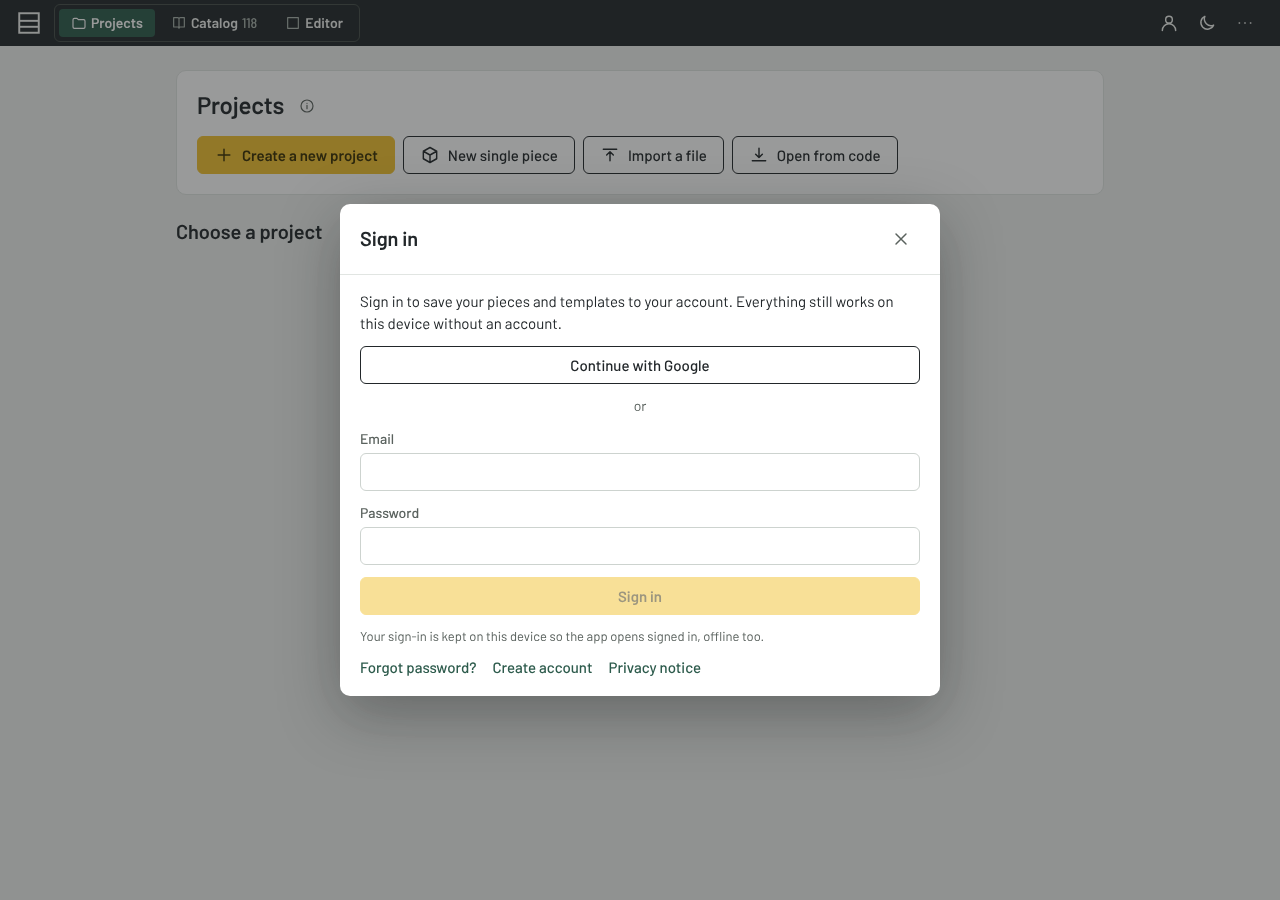 Projects
Catalog 118
Editor
Projects
Create a new project
New single piece
Import a file
Open from code
Choose a project
Sign in
Sign in to save your pieces and templates to your account. Everything still works on
this device without an account.
Continue with Google
or
Email
Password
Sign in
Your sign-in is kept on this device so the app opens signed in, offline too.
Forgot password? Create account Privacy notice